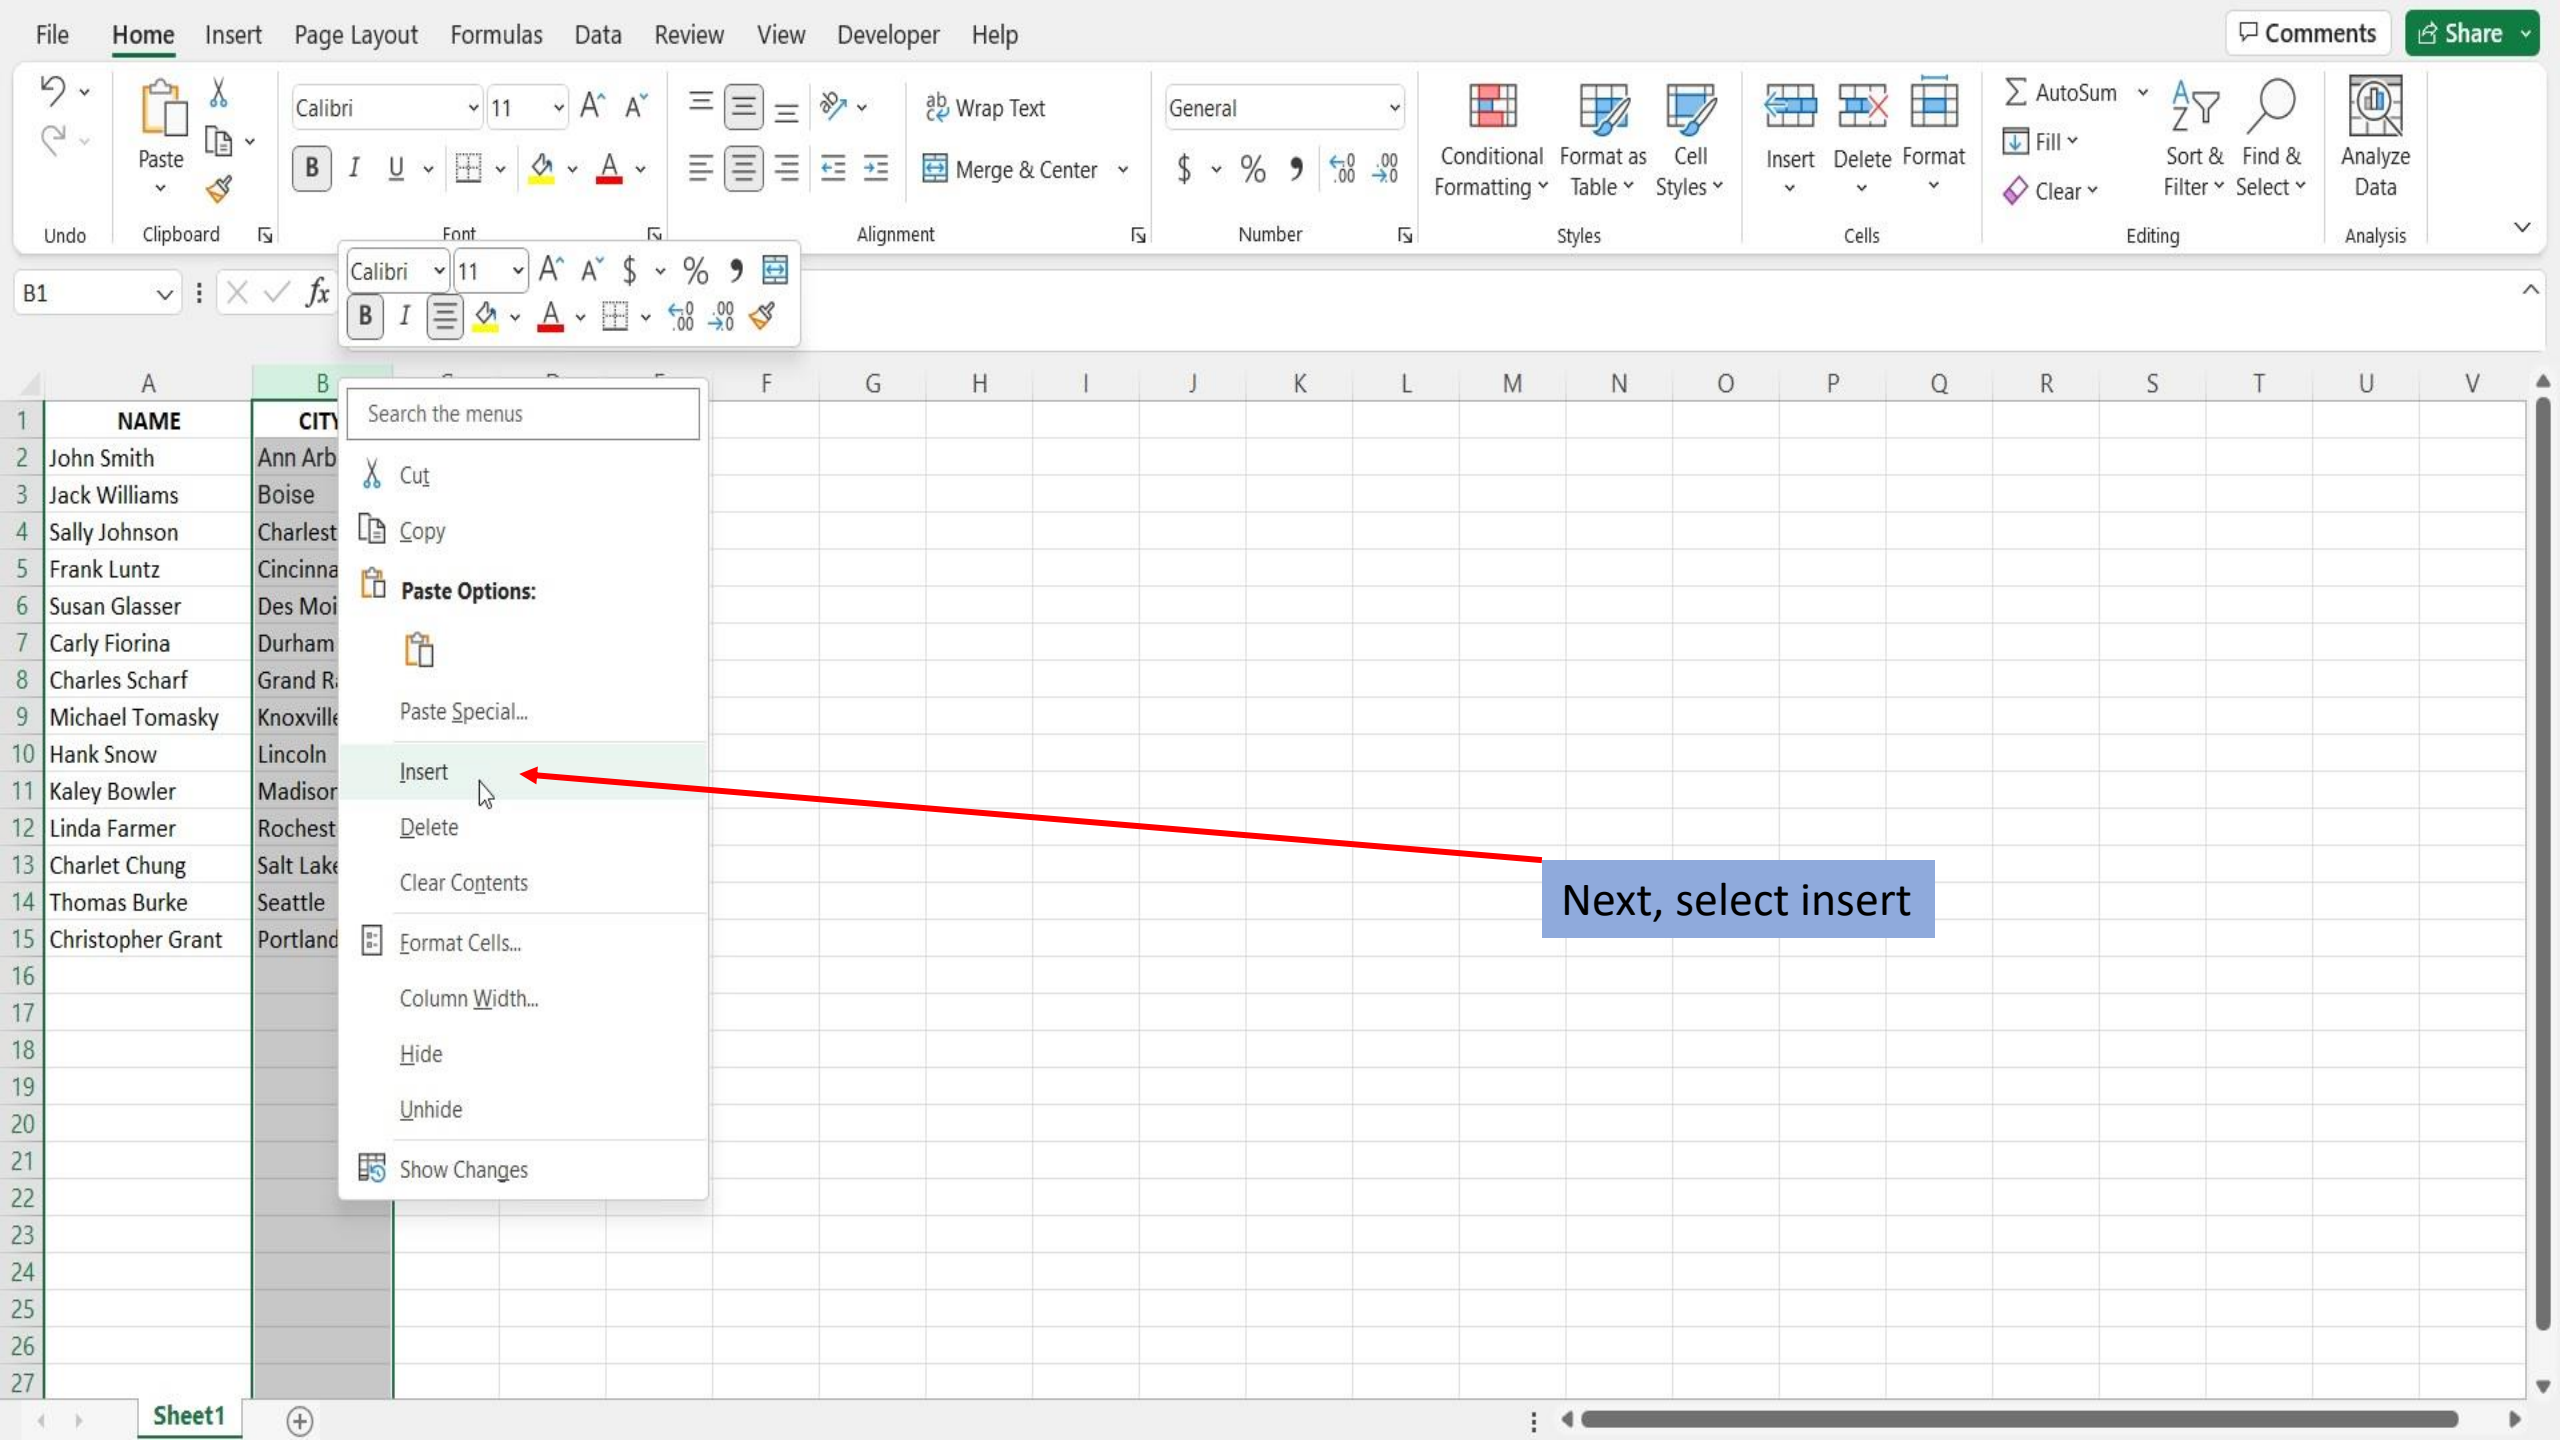 File Home Insert Page Layout Formulas Data Review View Developer Help Comments Share
Calibri 11 Wrap Text General AutoSum
Paste B I U Merge & Center $ % Conditional Formatting Format as Table Cell Styles Insert Delete Format Fill Clear Sort & Filter Find & Select Analyze Data
Undo Clipboard Font Alignment Number Styles Cells Editing Analysis
Calibri 11 $ %
B1 fx
B I
A B F G H I J K L M N O P Q R S T U V
Search the menus
1 NAME CITY
2 John Smith Ann Arb
3 Jack Williams Boise
4 Sally Johnson Charlest
5 Frank Luntz Cincinna
6 Susan Glasser Des Moi
7 Carly Fiorina Durham
8 Charles Scharf Grand R
9 Michael Tomasky Knoxville
10 Hank Snow Lincoln
11 Kaley Bowler Madison
12 Linda Farmer Rochest
13 Charlet Chung Salt Lake
14 Thomas Burke Seattle
15 Christopher Grant Portland
16
17
18
19
20
21
22
23
24
25
26
27
Cut
Copy
Paste Options:
Paste Special...
Insert
Delete
Clear Contents
Format Cells...
Column Width...
Hide
Unhide
Show Changes
Next, select insert
Sheet1